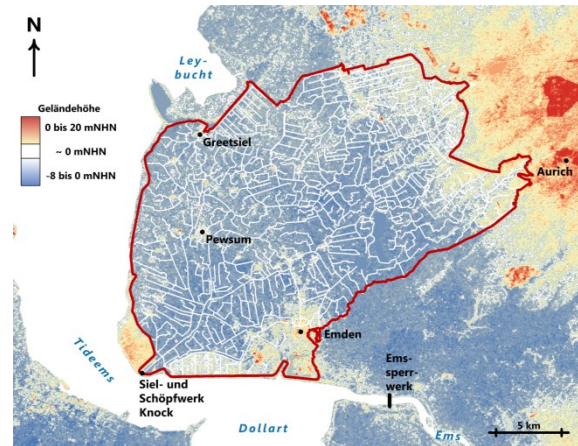 N
Ley-
bucht
Geländehöhe
0 bis 20 mNHN
~ 0 mNHN
-8 bis 0 mNHN
Greetsiel
Aurich
Pewsum
Emden
Tideems
Siel- und
Schöpfwerk
Knock
Ems-
sperr-
werk
Dollart
Ems
5 km